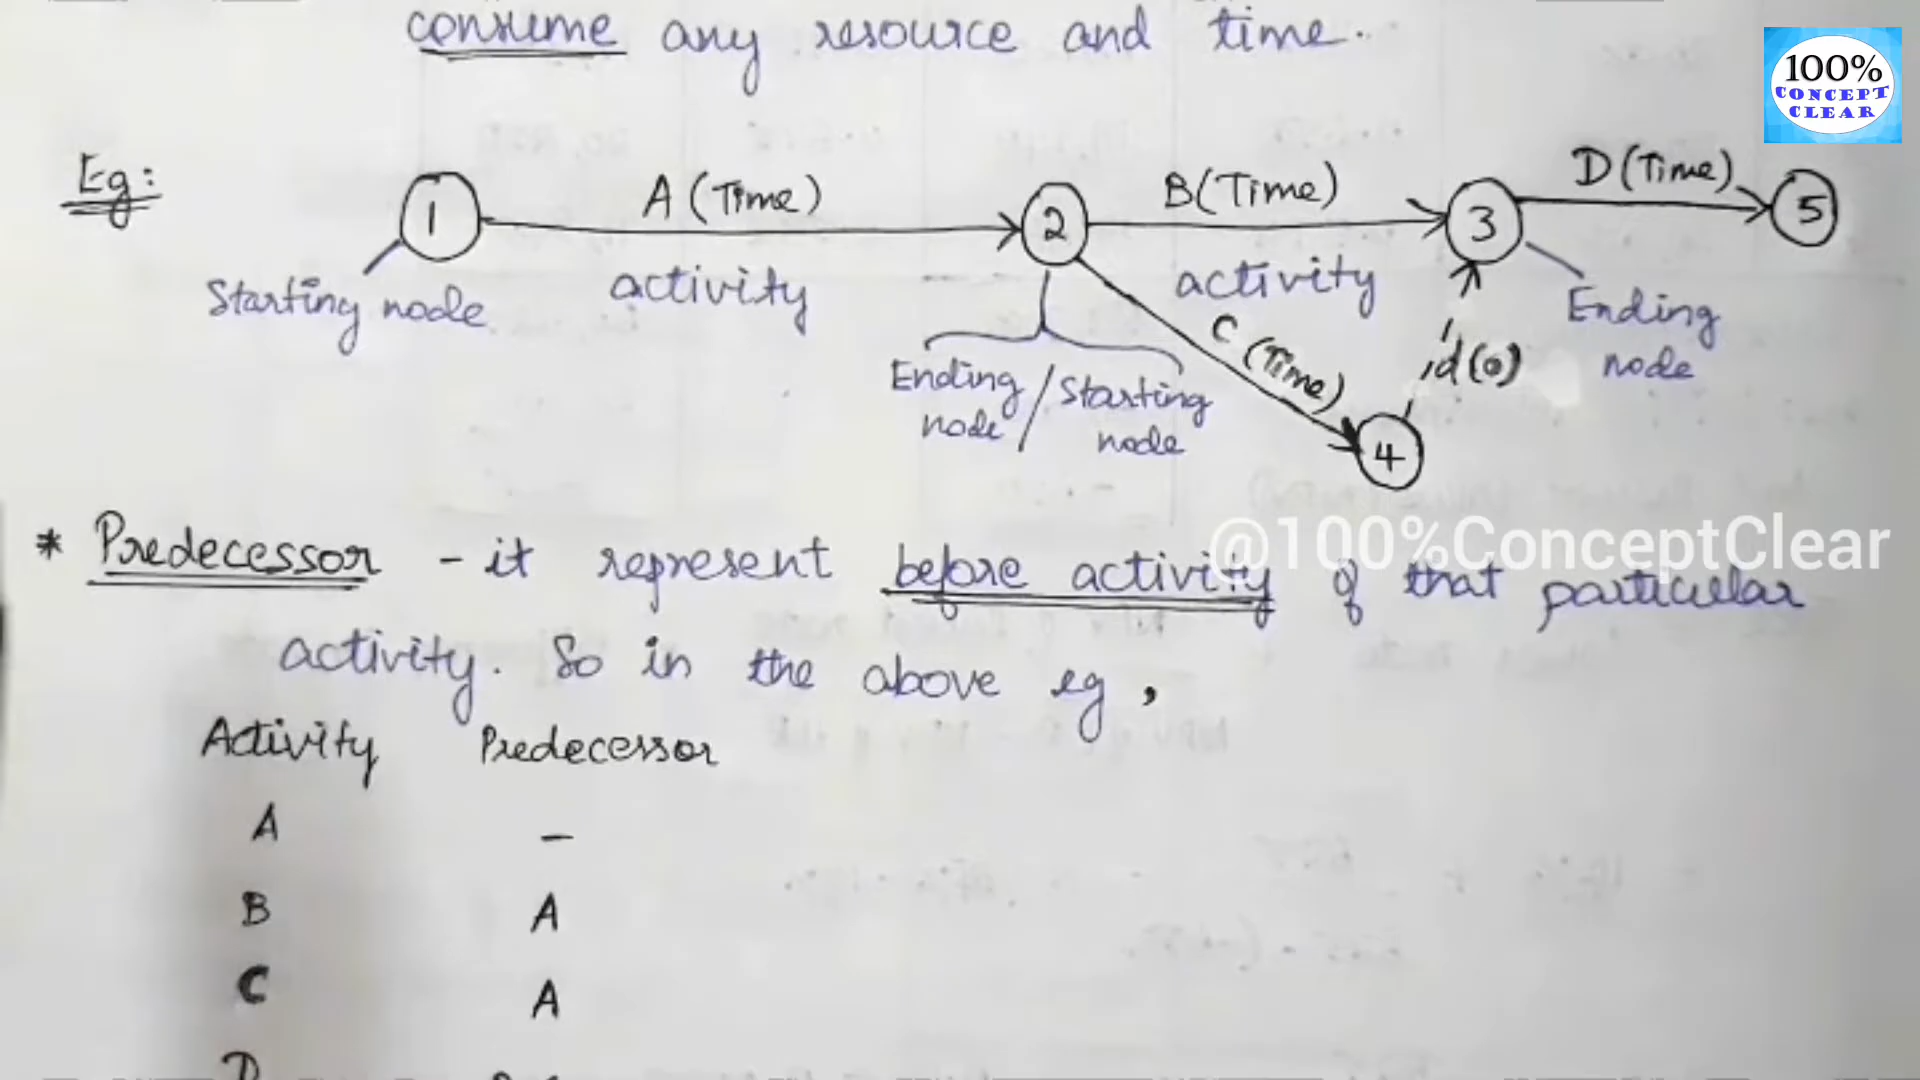 consume any resource and time.
100%
CONCEPT
CLEAR
Eg:
1 A (Time) 2 B(Time) 3 D(Time) 5
Starting node activity activity Ending
node
C (Time) d(0)
Ending
node / Starting
node
4
@100%ConceptClear
* Predecessor - it represent before activity of that particular
activity. So in the above eg,
Activity Predecessor
A -
B A
C A
D